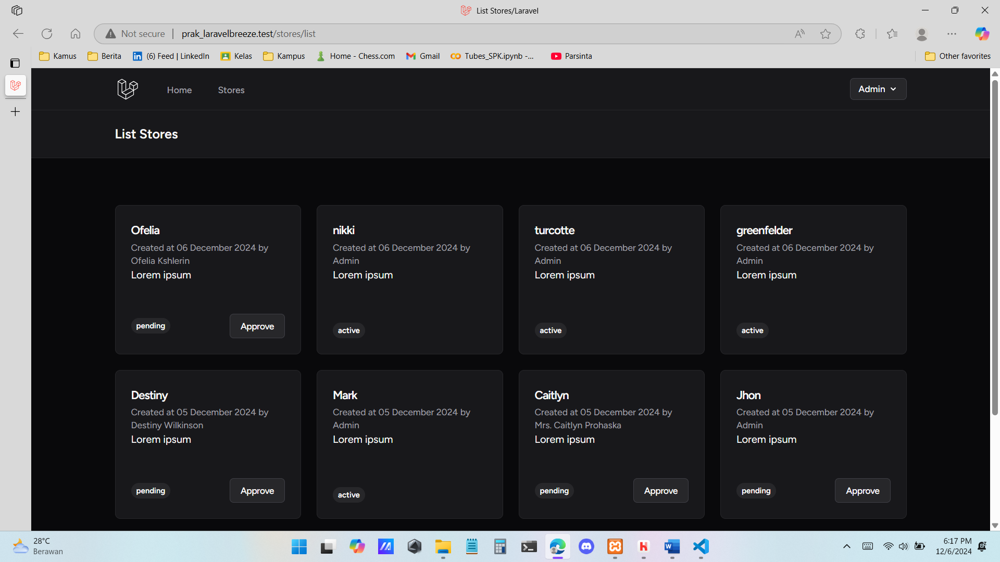 List Stores/Laravel
Not secure
prak_laravelbreeze.test/stores/list
Kamus
Berita
(6) Feed | LinkedIn
Kelas
Kampus
Home - Chess.com
Gmail
Tubes_SPK.ipynb -...
Parsinta
Other favorites
Home
Stores
Admin
List Stores
Ofelia
Created at 06 December 2024 by
Ofelia Kshlerin
Lorem ipsum
pending
Approve
nikki
Created at 06 December 2024 by
Admin
Lorem ipsum
active
turcotte
Created at 06 December 2024 by
Admin
Lorem ipsum
active
greenfelder
Created at 06 December 2024 by
Admin
Lorem ipsum
active
Destiny
Created at 05 December 2024 by
Destiny Wilkinson
Lorem ipsum
pending
Approve
Mark
Created at 05 December 2024 by
Admin
Lorem ipsum
active
Caitlyn
Created at 05 December 2024 by
Mrs. Caitlyn Prohaska
Lorem ipsum
pending
Approve
Jhon
Created at 05 December 2024 by
Admin
Lorem ipsum
pending
Approve
28°C
Berawan
6:17 PM
12/6/2024